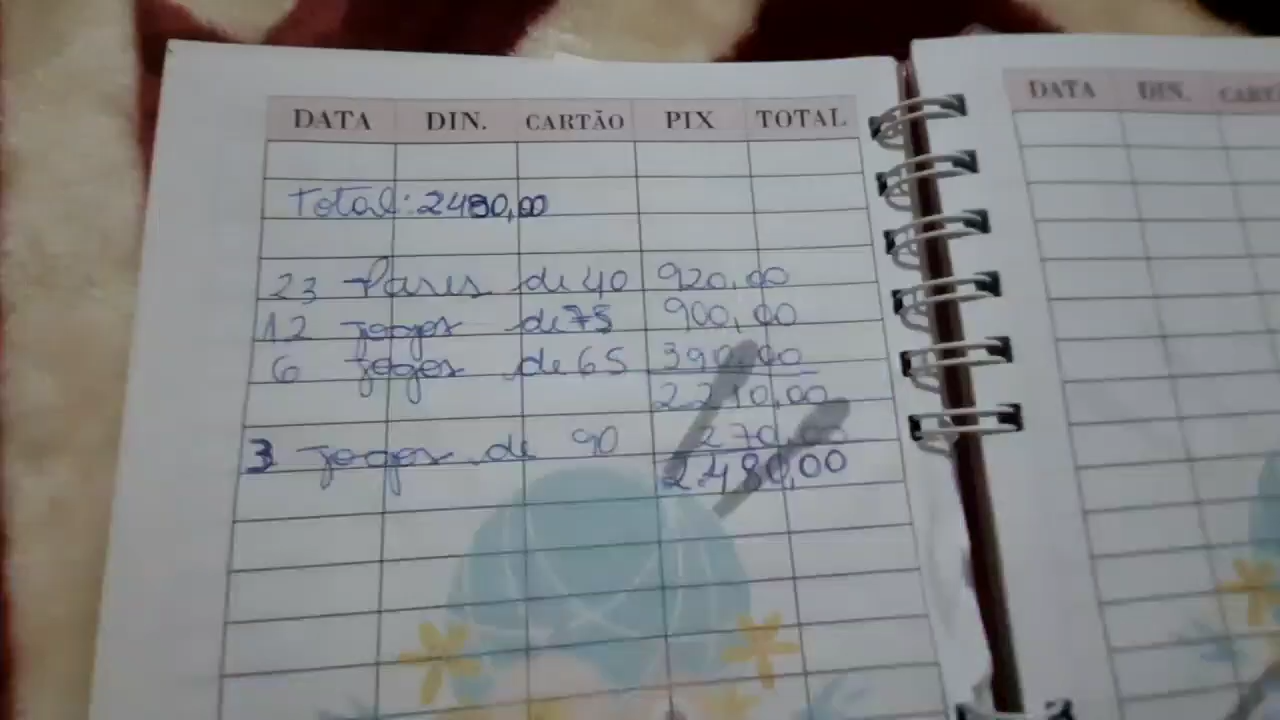 DATA DIN. CARTÃO PIX TOTAL
Total: 2480,00
23 Pares de 40 920,00
12 jogos de 75 900,00
6 jogos de 65 390,00
2210,00
3 jogos de 90 270,00
2480,00
DATA DIN.